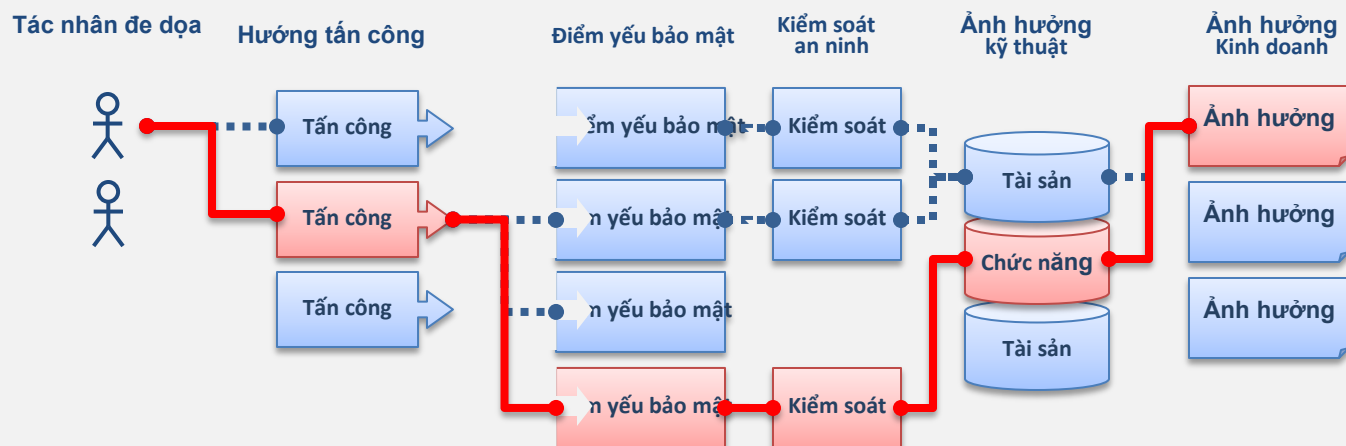 Tác nhân đe dọa
Hướng tấn công
Điểm yếu bảo mật
Kiểm soát
an ninh
Ảnh hưởng
kỹ thuật
Ảnh hưởng
Kinh doanh
Tấn công
yếu bảo mật
Kiểm soát
Ảnh hưởng
Tài sản
Tấn công
yếu bảo mật
Kiểm soát
Ảnh hưởng
Chức năng
Tấn công
yếu bảo mật
Ảnh hưởng
Tài sản
yếu bảo mật
Kiểm soát